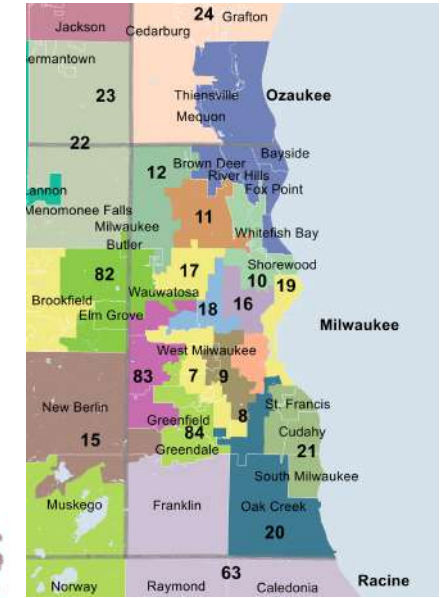 24 Grafton
Jackson
Cedarburg
ermantown
23
Thiensville
Ozaukee
Mequon
22
Bayside
12
Brown Deer
River Hills
annon
Fox Point
Menomonee Falls
11
Milwaukee
Whitefish Bay
Butler
Shorewood
82
17
10
19
Wauwatosa
Brookfield
16
Elm Grove
18
Milwaukee
West Milwaukee
83
7
9
New Berlin
St. Francis
Greenfield
8
15
84
Cudahy
Greendale
21
South Milwaukee
Muskego
Franklin
Oak Creek
20
63
Norway
Raymond
Caledonia
Racine